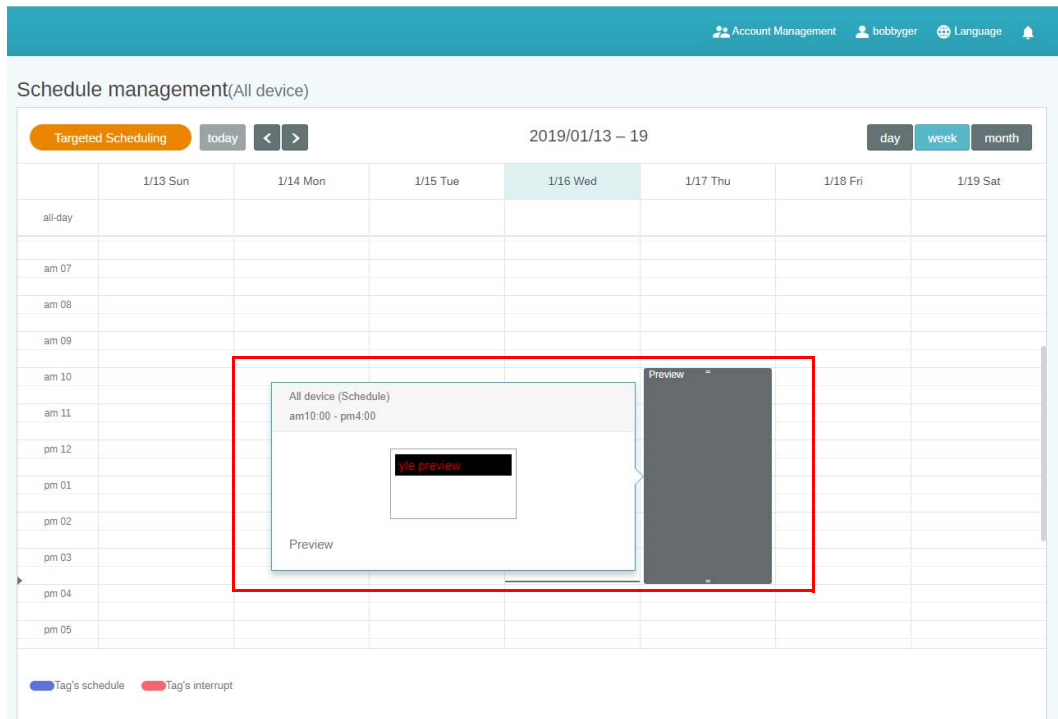 Account Management bobbyger Language
Schedule management(All device)
Targeted Scheduling today < > 2019/01/13 – 19 day week month
1/13 Sun 1/14 Mon 1/15 Tue 1/16 Wed 1/17 Thu 1/18 Fri 1/19 Sat
all-day
am 07
am 08
am 09
am 10
Preview
All device (Schedule)
am10:00 - pm4:00
am 11
pm 12
yle preview
pm 01
pm 02
Preview
pm 03
pm 04
pm 05
Tag's schedule Tag's interrupt